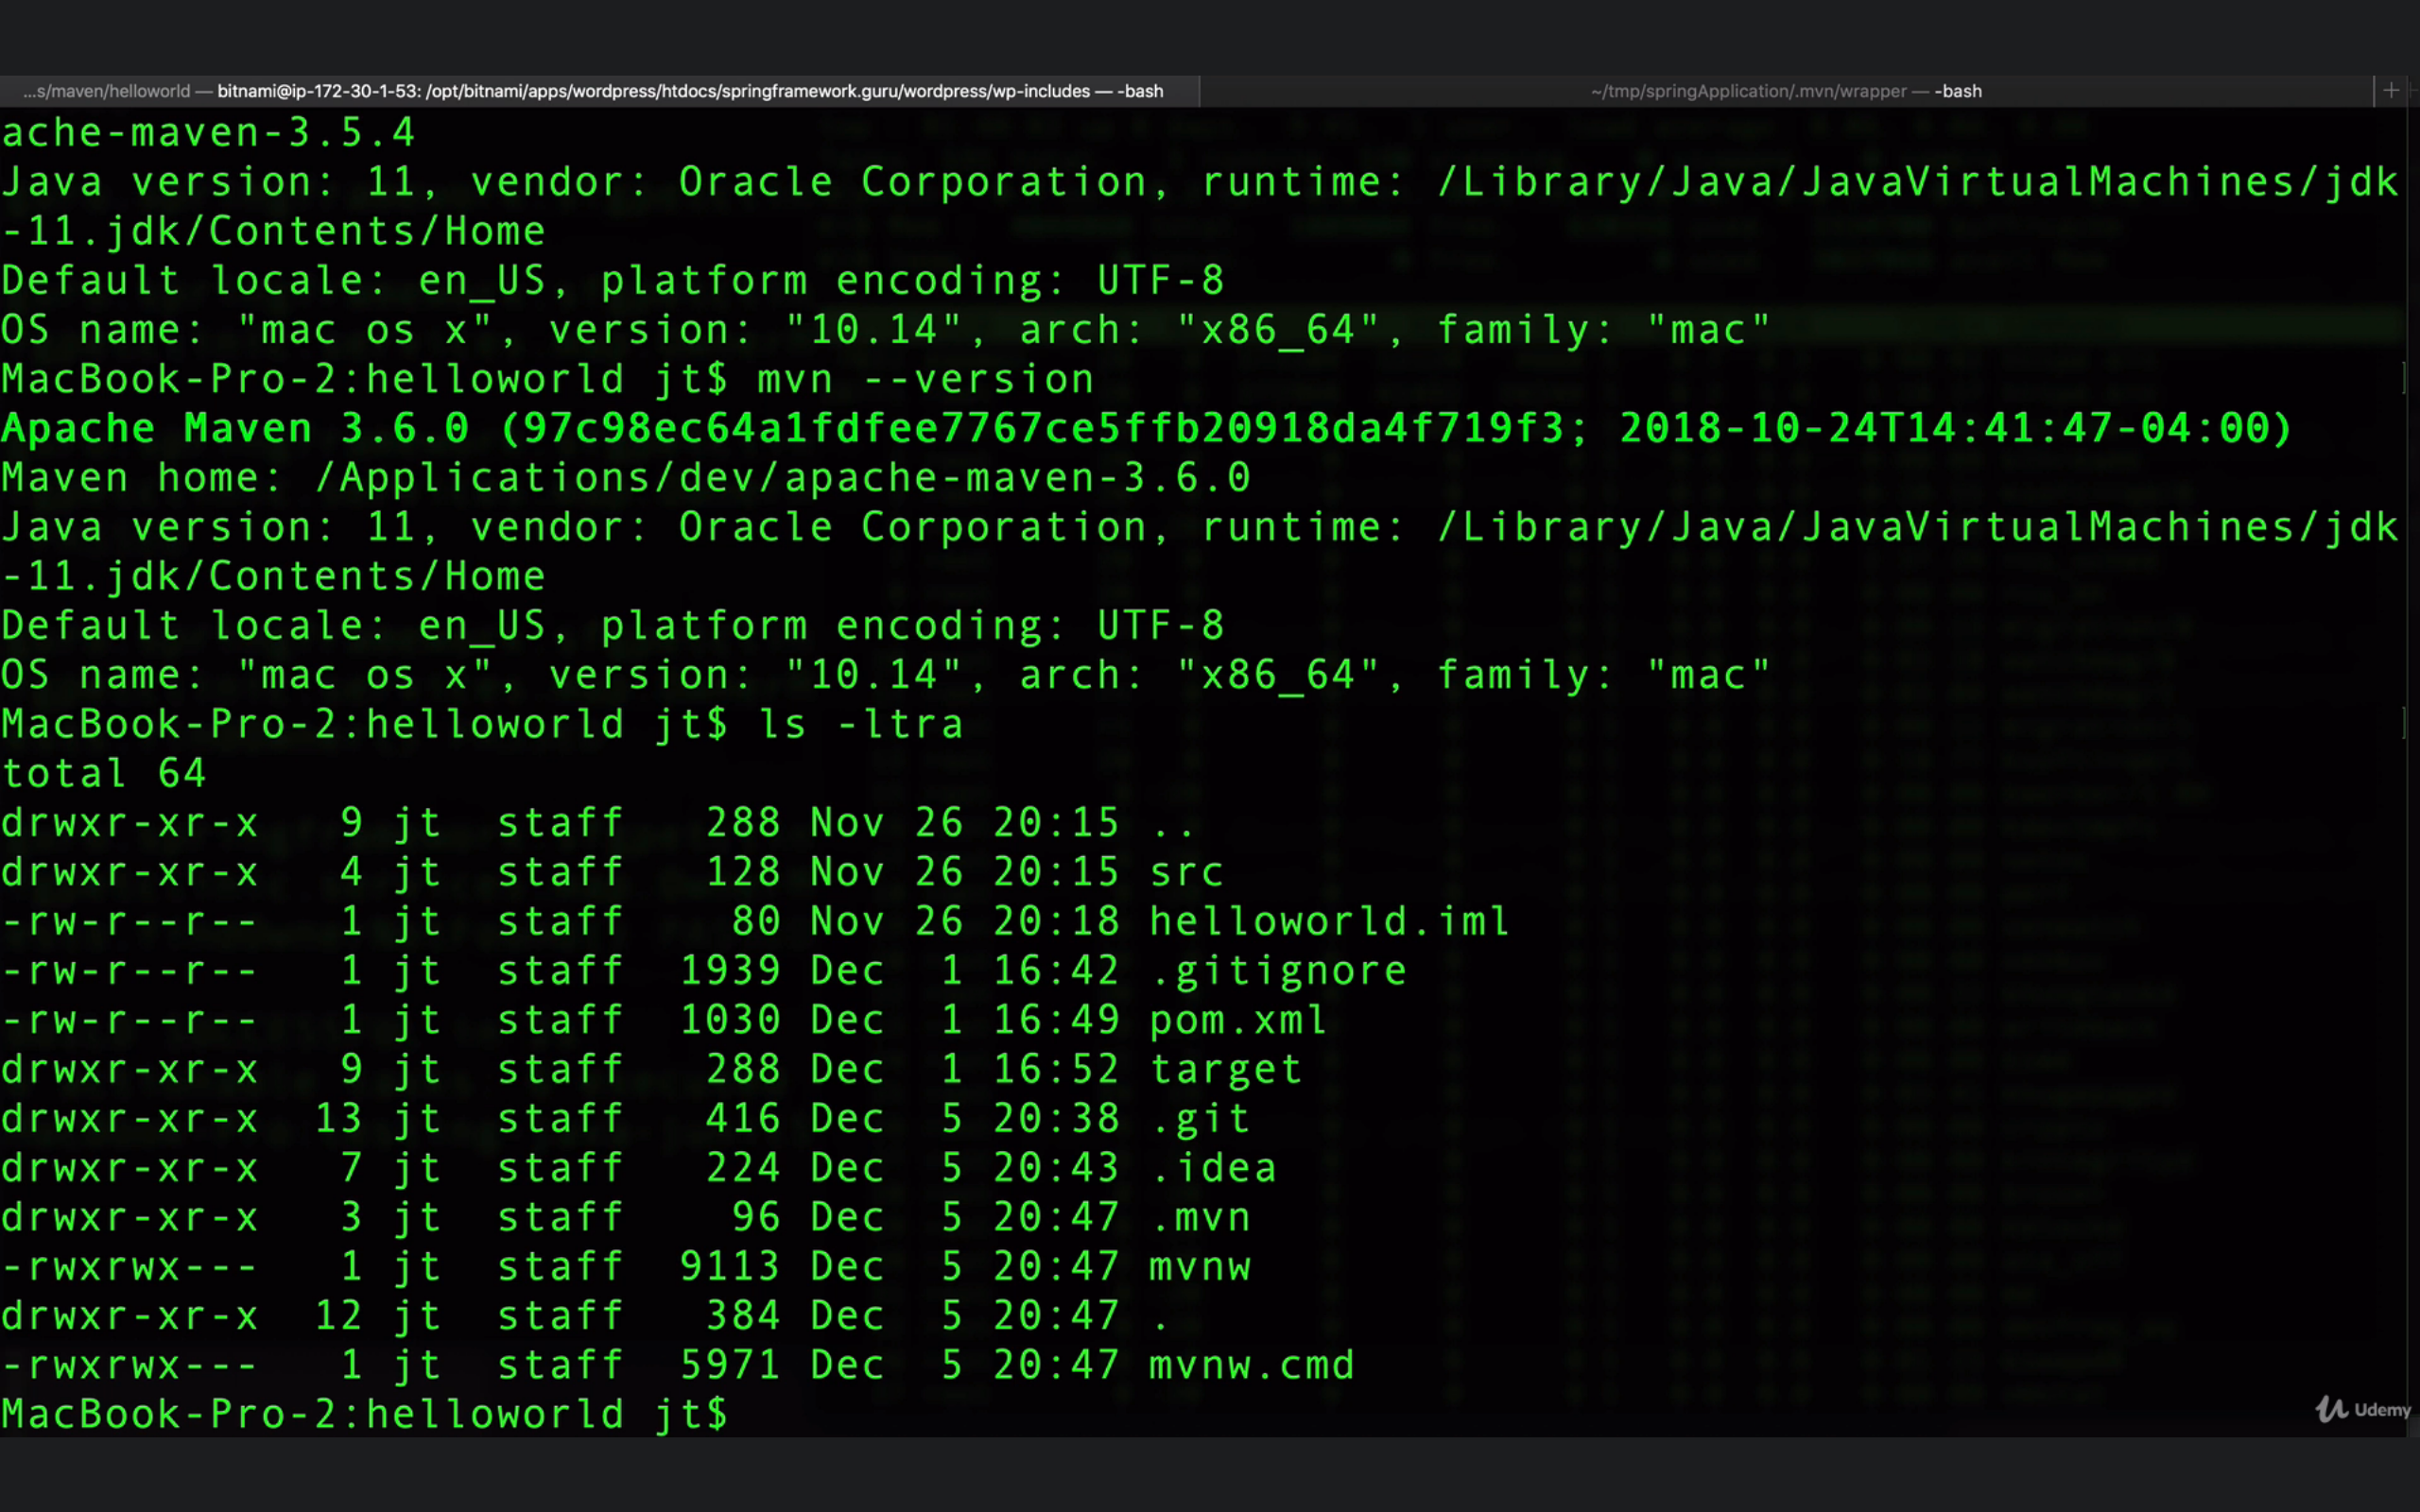 ...s/maven/helloworld — bitnami@ip-172-30-1-53: /opt/bitnami/apps/wordpress/htdocs/springframework.guru/wordpress/wp-includes — -bash
~/tmp/springApplication/.mvn/wrapper — -bash
ache-maven-3.5.4
Java version: 11, vendor: Oracle Corporation, runtime: /Library/Java/JavaVirtualMachines/jdk
-11.jdk/Contents/Home
Default locale: en_US, platform encoding: UTF-8
OS name: "mac os x", version: "10.14", arch: "x86_64", family: "mac"
MacBook-Pro-2:helloworld jt$ mvn --version
Apache Maven 3.6.0 (97c98ec64a1fdfee7767ce5ffb20918da4f719f3; 2018-10-24T14:41:47-04:00)
Maven home: /Applications/dev/apache-maven-3.6.0
Java version: 11, vendor: Oracle Corporation, runtime: /Library/Java/JavaVirtualMachines/jdk
-11.jdk/Contents/Home
Default locale: en_US, platform encoding: UTF-8
OS name: "mac os x", version: "10.14", arch: "x86_64", family: "mac"
MacBook-Pro-2:helloworld jt$ ls -ltra
total 64
drwxr-xr-x   9 jt  staff   288 Nov 26 20:15 ..
drwxr-xr-x   4 jt  staff   128 Nov 26 20:15 src
-rw-r--r--   1 jt  staff    80 Nov 26 20:18 helloworld.iml
-rw-r--r--   1 jt  staff  1939 Dec  1 16:42 .gitignore
-rw-r--r--   1 jt  staff  1030 Dec  1 16:49 pom.xml
drwxr-xr-x   9 jt  staff   288 Dec  1 16:52 target
drwxr-xr-x  13 jt  staff   416 Dec  5 20:38 .git
drwxr-xr-x   7 jt  staff   224 Dec  5 20:43 .idea
drwxr-xr-x   3 jt  staff    96 Dec  5 20:47 .mvn
-rwxrwx---   1 jt  staff  9113 Dec  5 20:47 mvnw
drwxr-xr-x  12 jt  staff   384 Dec  5 20:47 .
-rwxrwx---   1 jt  staff  5971 Dec  5 20:47 mvnw.cmd
MacBook-Pro-2:helloworld jt$
Udemy